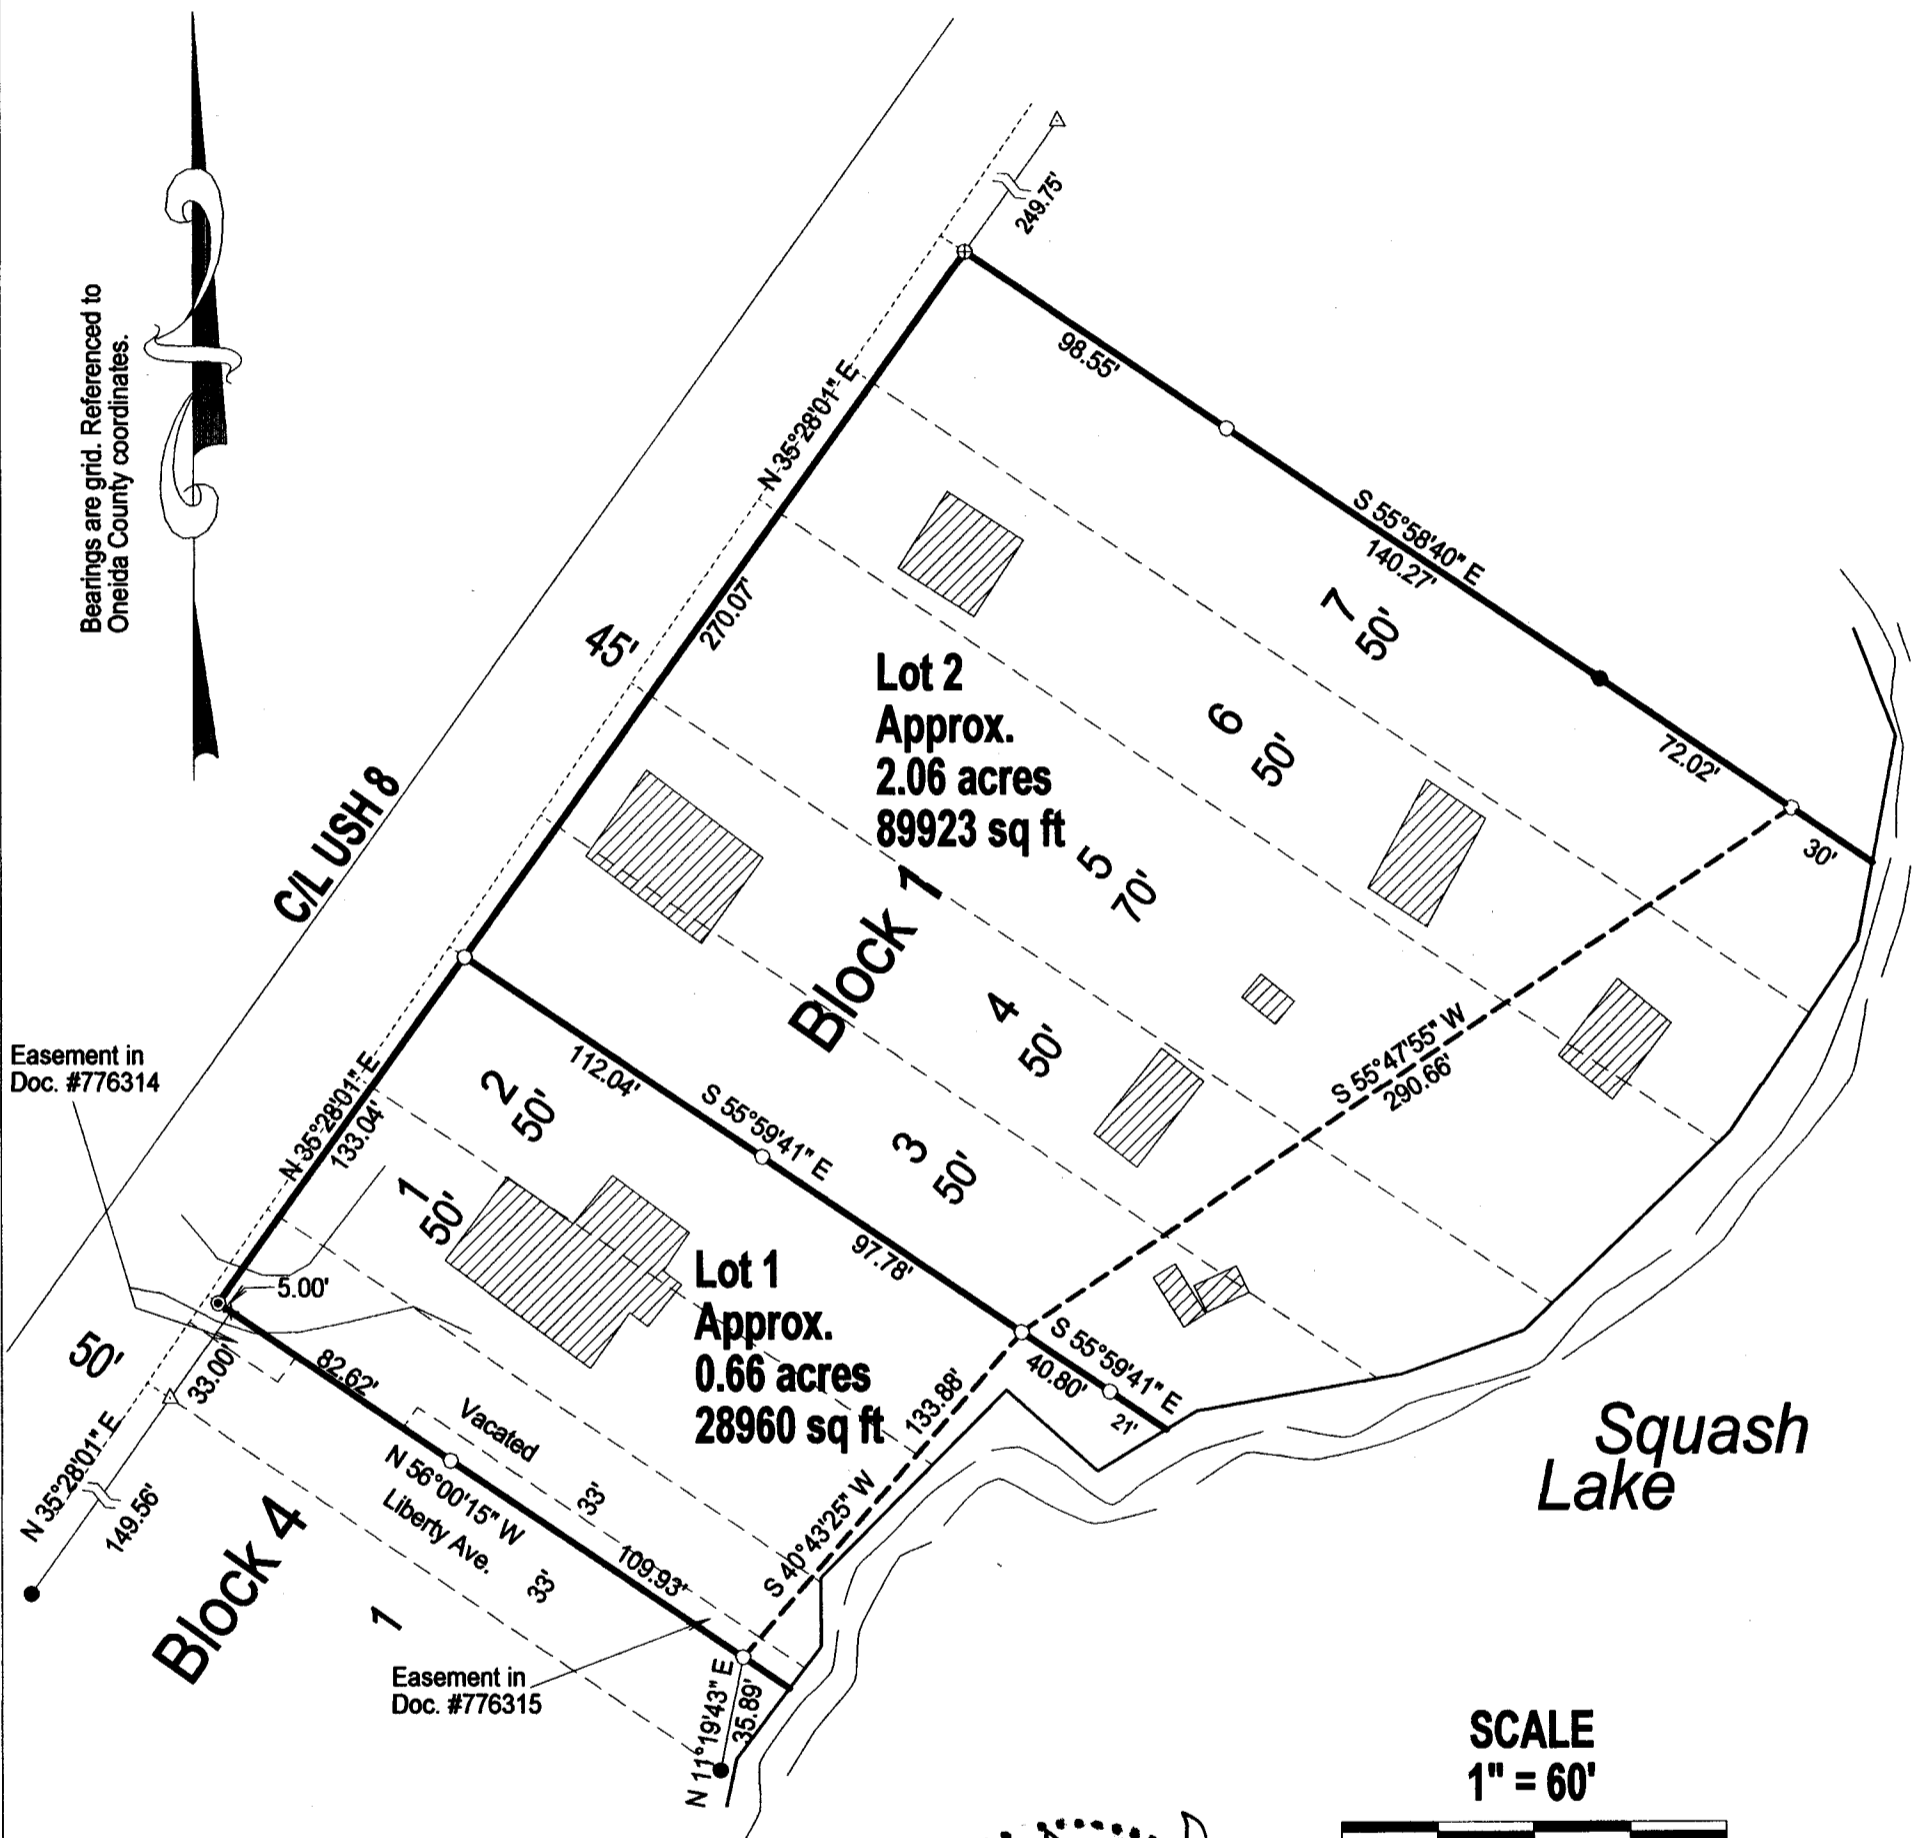 Bearings are grid. Referenced to
Oneida County coordinates.
249.75'
98.55'
N 35°28'01" E
270.07'
S 55°58'40" E
140.27'
7
50'
72.02'
30'
45'
Lot 2
Approx.
2.06 acres
89923 sq ft
6
50'
5
70'
Block 1
4
50'
3
50'
C/L USH 8
S 55°47'55" W
290.66'
Easement in
Doc. #776314
N 35°28'01" E
133.04'
112.04'
S 55°59'41" E
97.78'
2
50'
1
50'
Lot 1
Approx.
0.66 acres
28960 sq ft
S 55°59'41" E
40.80'
21'
133.88'
S 40°43'25" W
5.00'
50'
33.00'
82.62'
Vacated
N 56°00'15" W
Liberty Ave.
33'
33'
109.93'
N 35°28'01" E
149.56'
Block 4
1
Easement in
Doc. #776315
N 11°19'43" E
35.89'
Squash
Lake
SCALE
1" = 60'